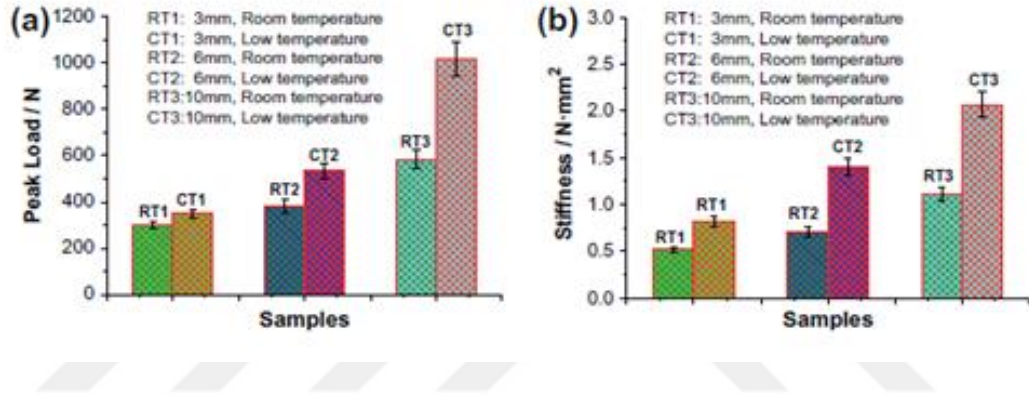 (a)
RT1: 3mm, Room temperature
CT1: 3mm, Low temperature
RT2: 6mm, Room temperature
CT2: 6mm, Low temperature
RT3:10mm, Room temperature
CT3:10mm, Low temperature
1200
1000
800
600
400
200
0
Peak Load / N
RT1
CT1
RT2
CT2
RT3
CT3
Samples
(b)
RT1: 3mm, Room temperature
CT1: 3mm, Low temperature
RT2: 6mm, Room temperature
CT2: 6mm, Low temperature
RT3:10mm, Room temperature
CT3:10mm, Low temperature
3.0
2.5
2.0
1.5
1.0
0.5
0.0
Stiffness / N·mm²
RT1
RT1
RT2
CT2
RT3
CT3
Samples